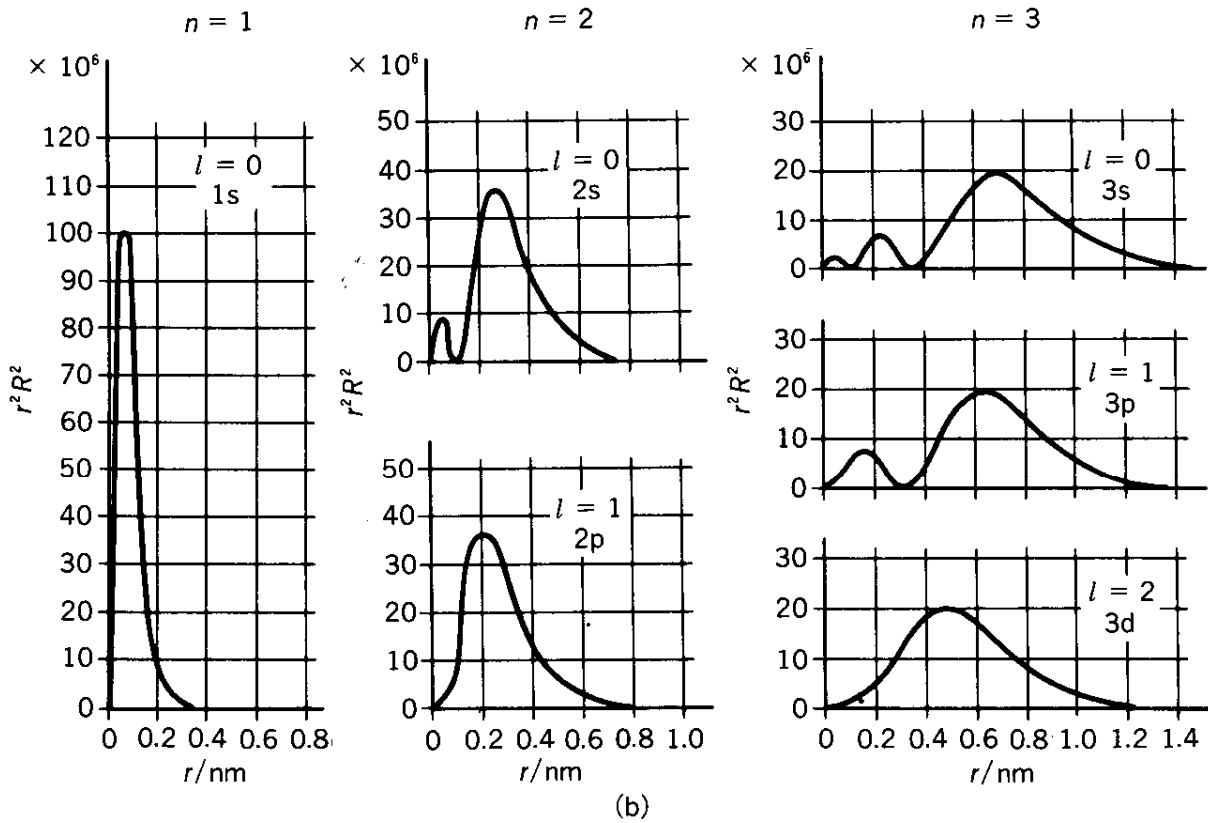 n = 1
× 10⁶
120
110
100
90
80
70
60
50
40
30
20
10
0
r²R²
l = 0
1s
0 0.2 0.4 0.6 0.8
r/nm
n = 2
× 10⁶
50
40
30
20
10
0
r²R²
l = 0
2s
50
40
30
20
10
0
l = 1
2p
0 0.2 0.4 0.6 0.8 1.0
r/nm
n = 3
× 10⁶
30
20
10
0
l = 0
3s
r²R²
30
20
10
0
l = 1
3p
30
20
10
0
l = 2
3d
0 0.2 0.4 0.6 0.8 1.0 1.2 1.4
r/nm
(b)